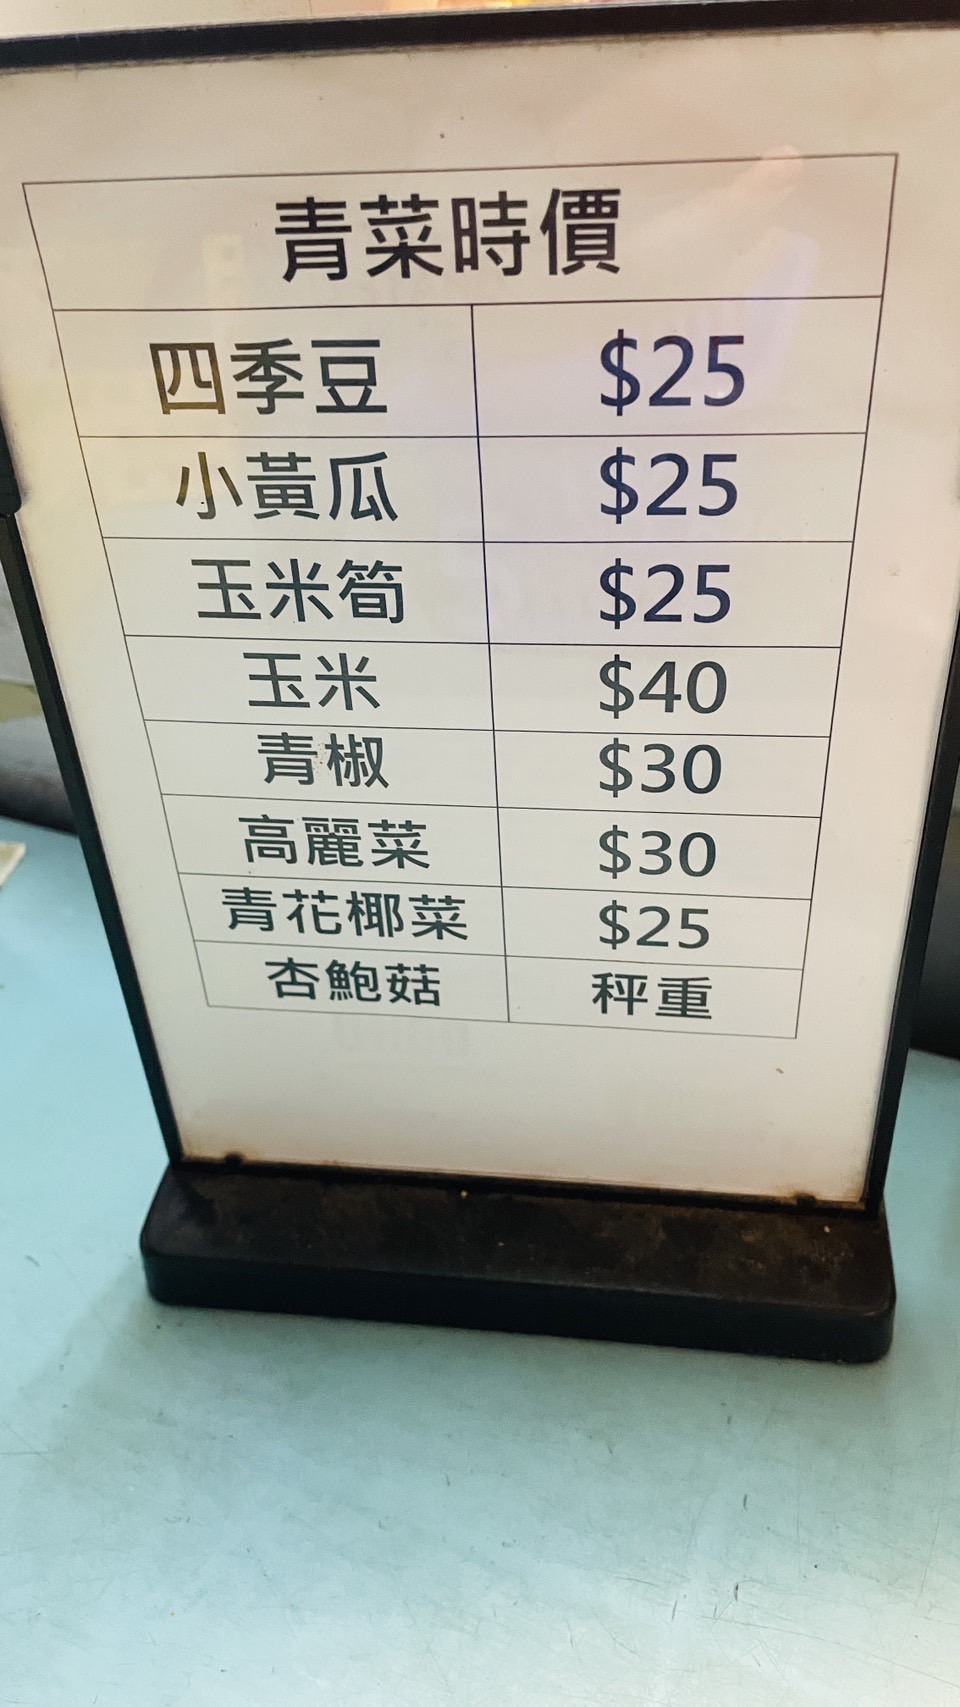 青菜時價
四季豆 $25
小黃瓜 $25
玉米筍 $25
玉米 $40
青椒 $30
高麗菜 $30
青花椰菜 $25
杏鮑菇 秤重